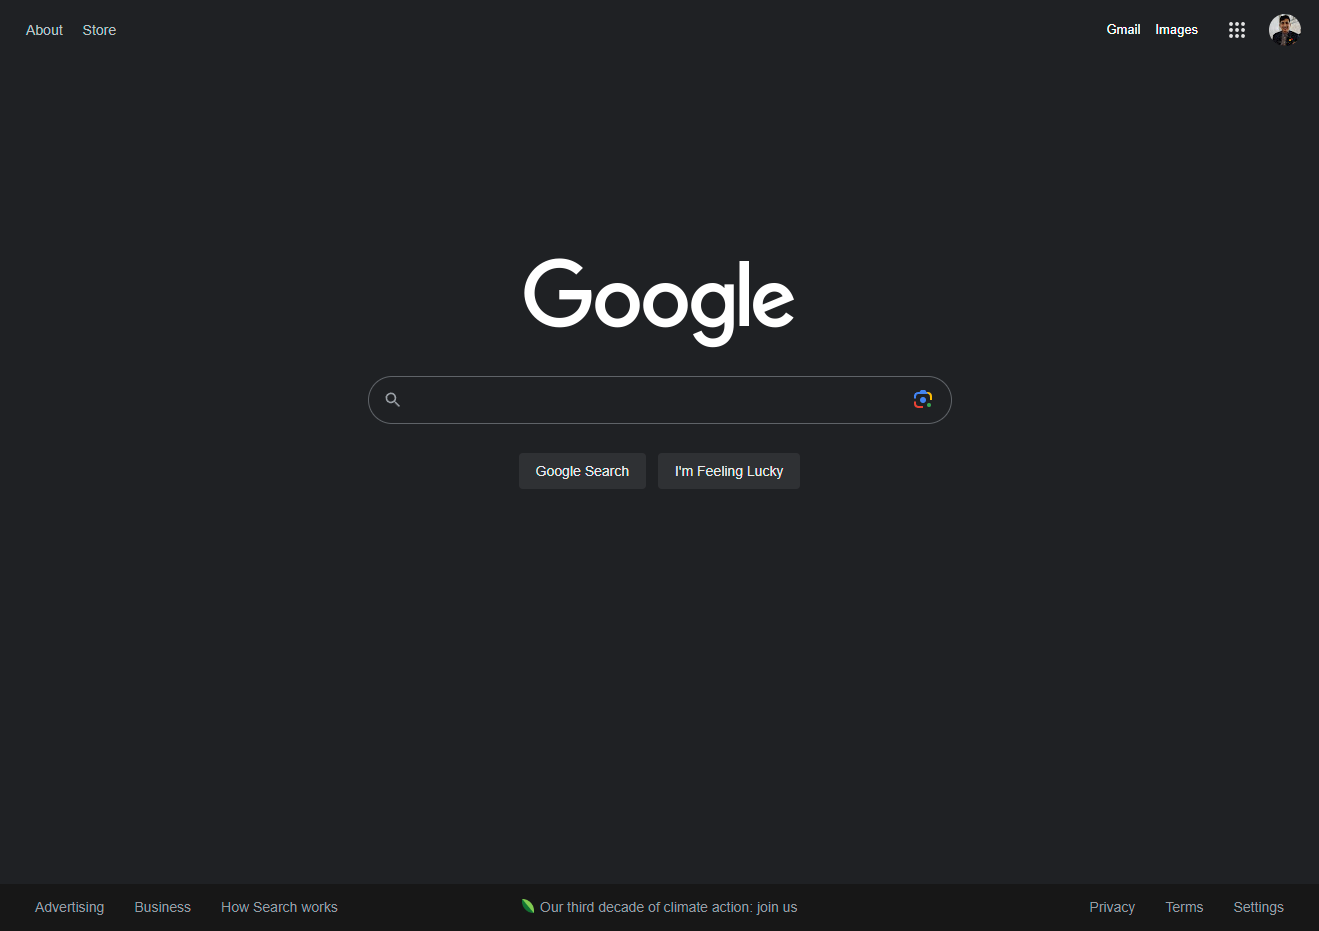 About Store Gmail Images
Google
Google Search I'm Feeling Lucky
Advertising Business How Search works Our third decade of climate action: join us Privacy Terms Settings